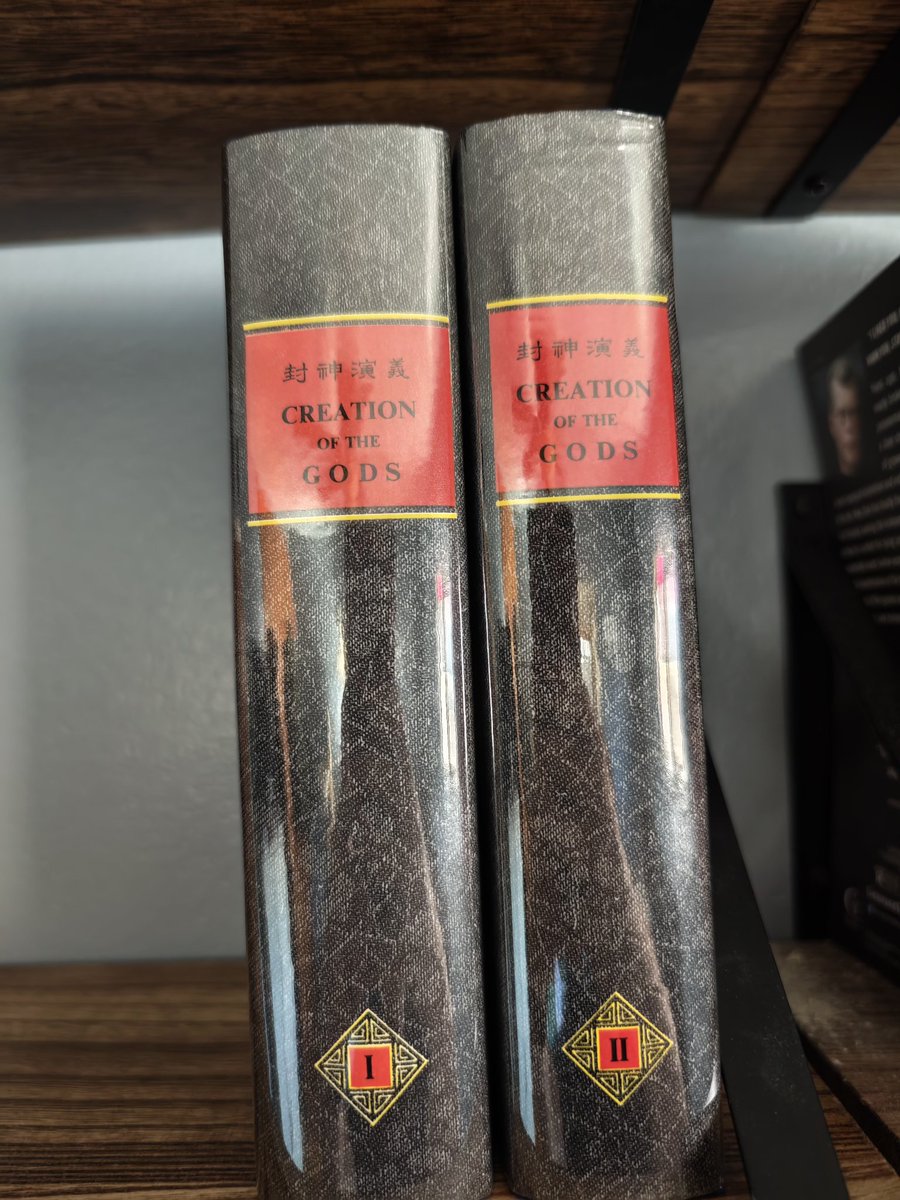 封神演義
CREATION
OF THE
GODS
I
封神演義
CREATION
OF THE
GODS
II